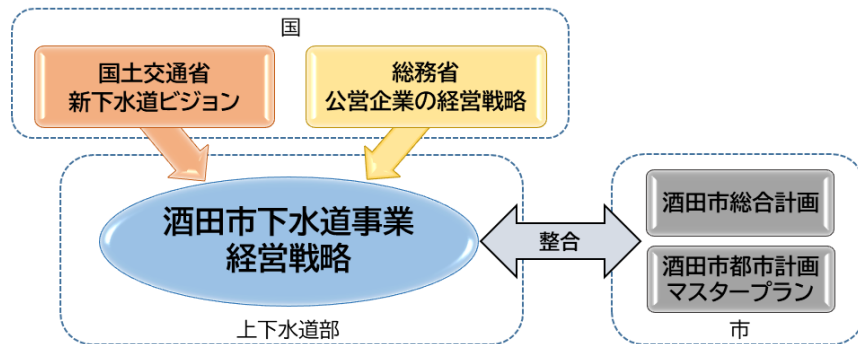 国
国土交通省
新下水道ビジョン
総務省
公営企業の経営戦略
酒田市下水道事業
経営戦略
上下水道部
整合
酒田市総合計画
酒田市都市計画
マスタープラン
市